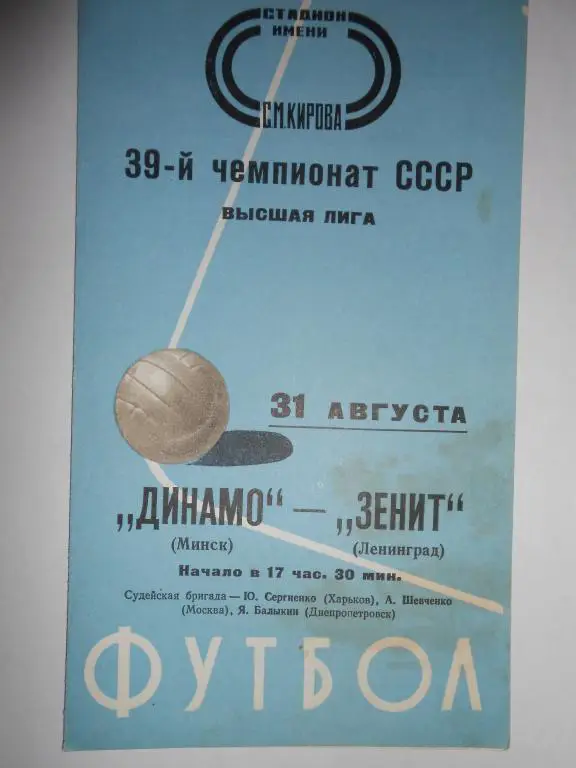 СТАДИОН
ИМЕНИ
С.М.КИРОВА
39-й чемпионат СССР
ВЫСШАЯ ЛИГА
31 АВГУСТА
„ДИНАМО“ — „ЗЕНИТ“
(Минск) (Ленинград)
Начало в 17 час. 30 мин.
Судейская бригада — Ю. Сергиенко (Харьков), А. Шевченко
(Москва), Я. Балыкин (Днепропетровск)
ФУТБОЛ